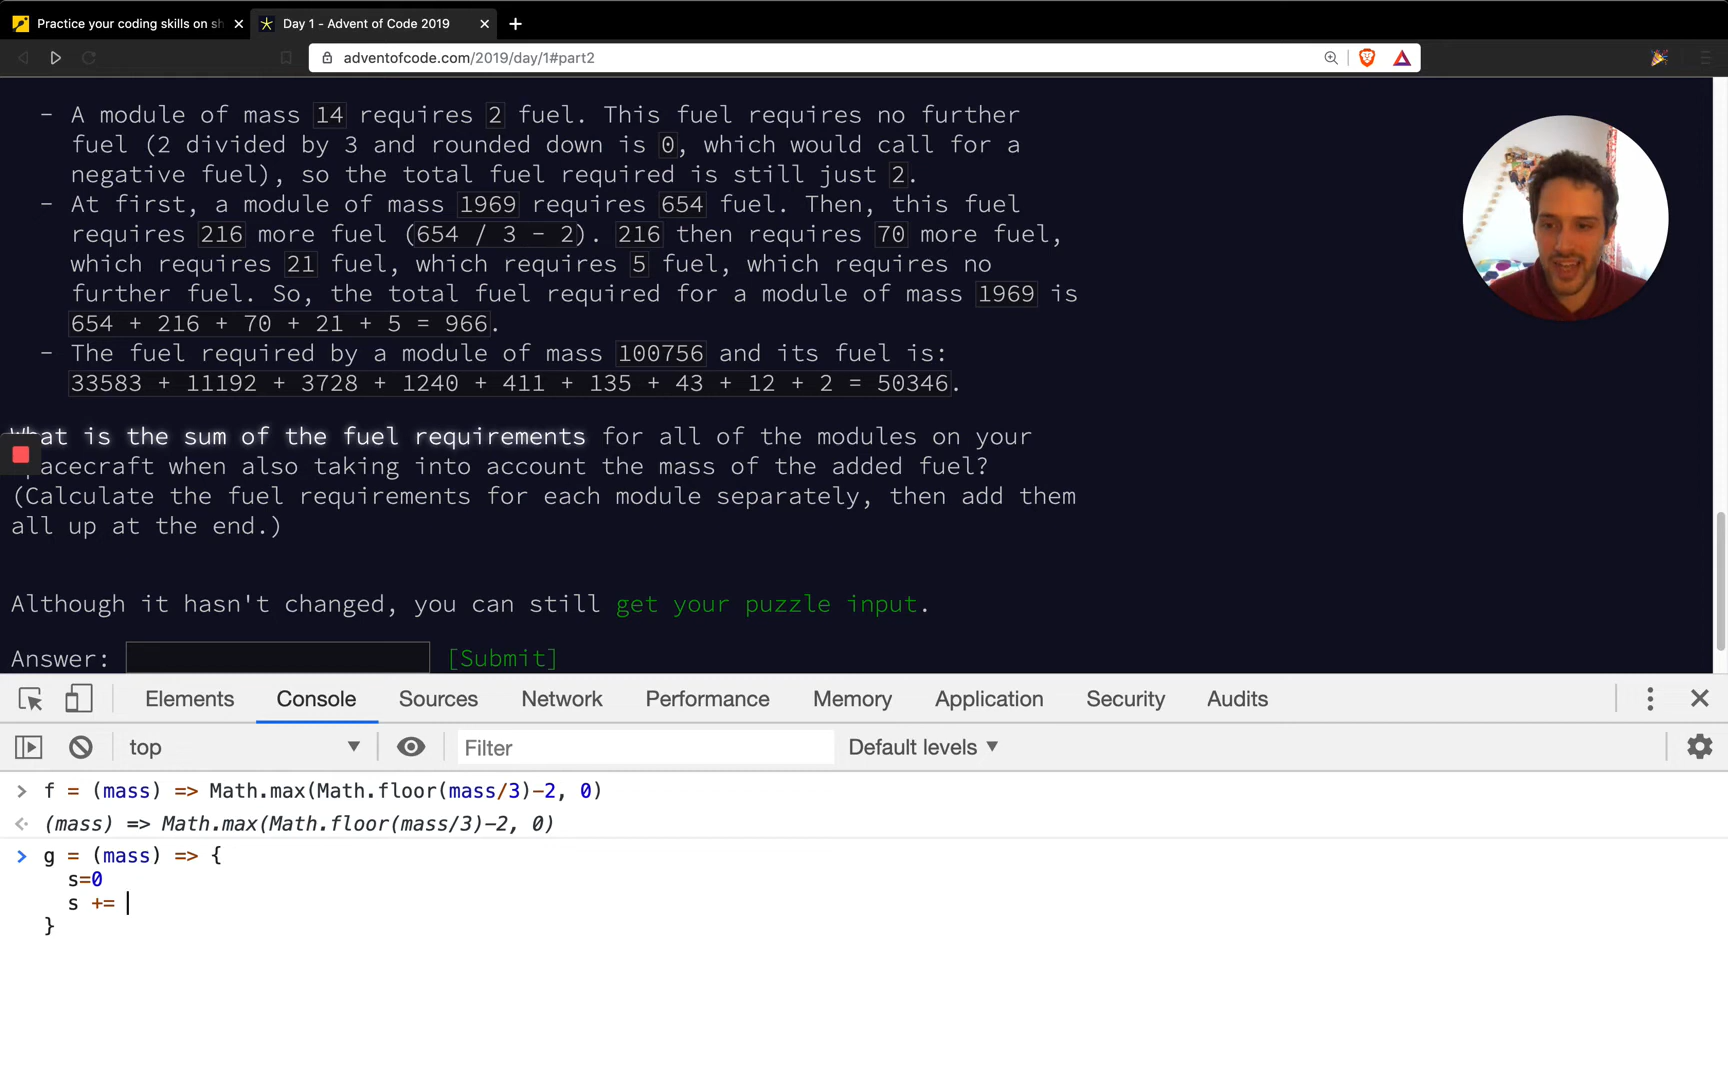 Practice your coding skills on sh
Day 1 - Advent of Code 2019
adventofcode.com/2019/day/1#part2
- A module of mass 14 requires 2 fuel. This fuel requires no further
fuel (2 divided by 3 and rounded down is 0, which would call for a
negative fuel), so the total fuel required is still just 2.
- At first, a module of mass 1969 requires 654 fuel. Then, this fuel
requires 216 more fuel (654 / 3 - 2). 216 then requires 70 more fuel,
which requires 21 fuel, which requires 5 fuel, which requires no
further fuel. So, the total fuel required for a module of mass 1969 is
654 + 216 + 70 + 21 + 5 = 966.
- The fuel required by a module of mass 100756 and its fuel is:
33583 + 11192 + 3728 + 1240 + 411 + 135 + 43 + 12 + 2 = 50346.
What is the sum of the fuel requirements for all of the modules on your
acecraft when also taking into account the mass of the added fuel?
(Calculate the fuel requirements for each module separately, then add them
all up at the end.)
Although it hasn't changed, you can still get your puzzle input.
Answer: [Submit]
Elements Console Sources Network Performance Memory Application Security Audits
top Filter Default levels ▼
> f = (mass) => Math.max(Math.floor(mass/3)-2, 0)
(mass) => Math.max(Math.floor(mass/3)-2, 0)
> g = (mass) => {
s=0
s +=
}